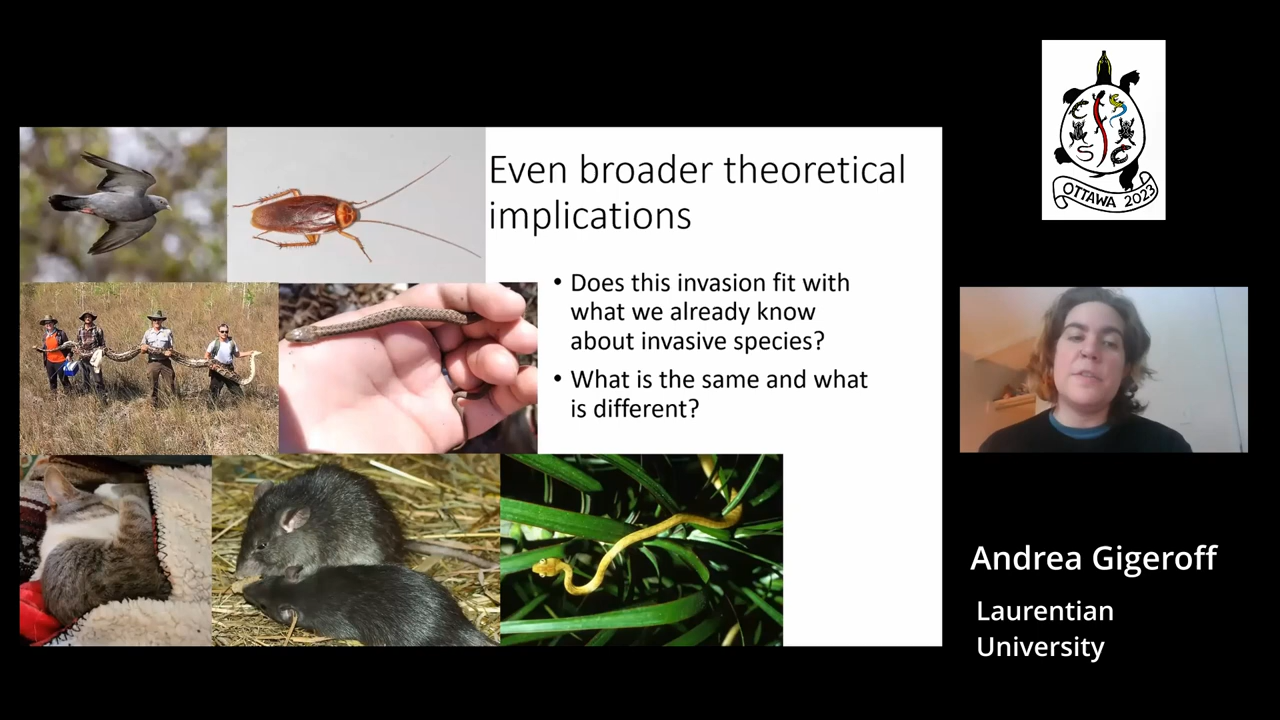 Even broader theoretical
implications
• Does this invasion fit with
what we already know
about invasive species?
• What is the same and what
is different?
OTTAWA 2023
Andrea Gigeroff
Laurentian
University